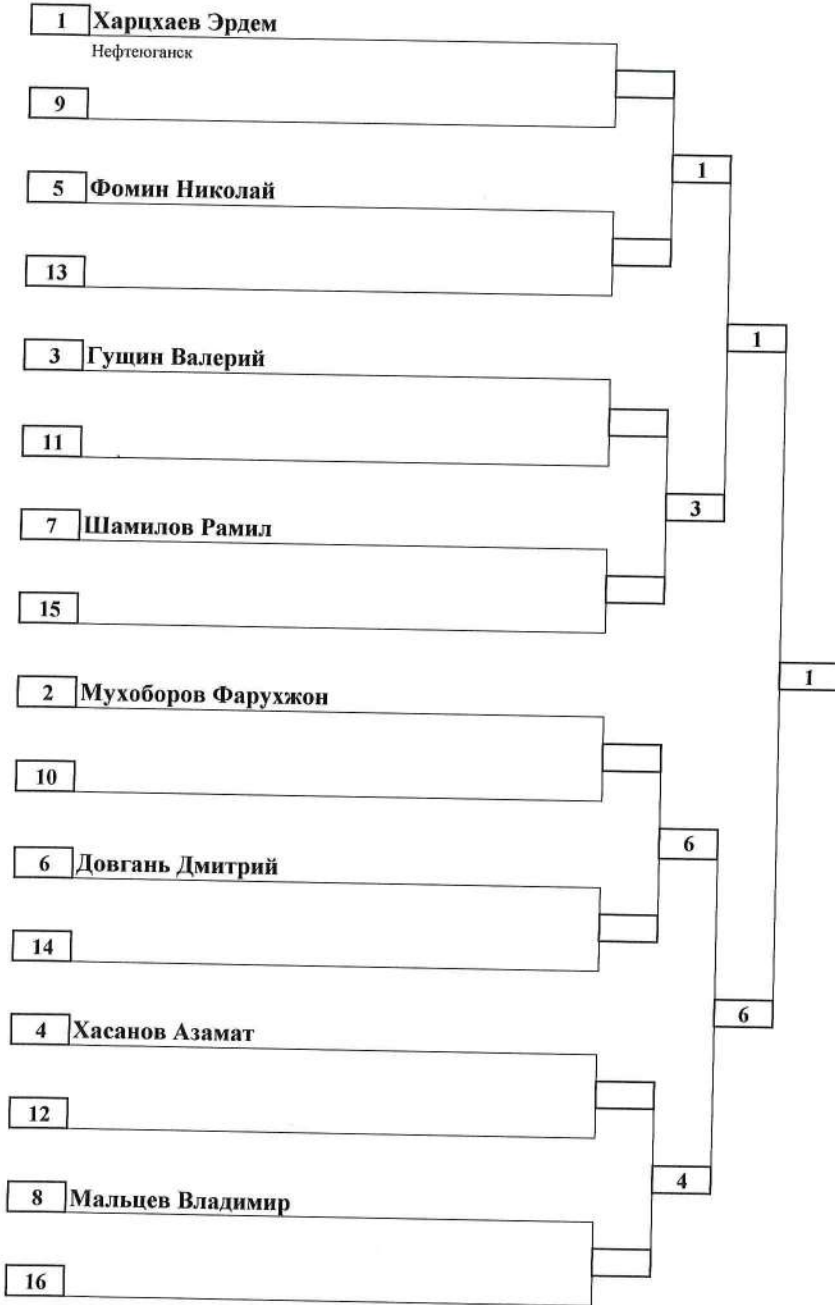 1 Харцхаев Эрдем
Нефтеюганск
9
1
5 Фомин Николай
13
1
3 Гущин Валерий
11
3
7 Шамилов Рамил
15
1
2 Мухоборов Фарухжон
10
6
6 Довгань Дмитрий
14
6
4 Хасанов Азамат
12
4
8 Мальцев Владимир
16